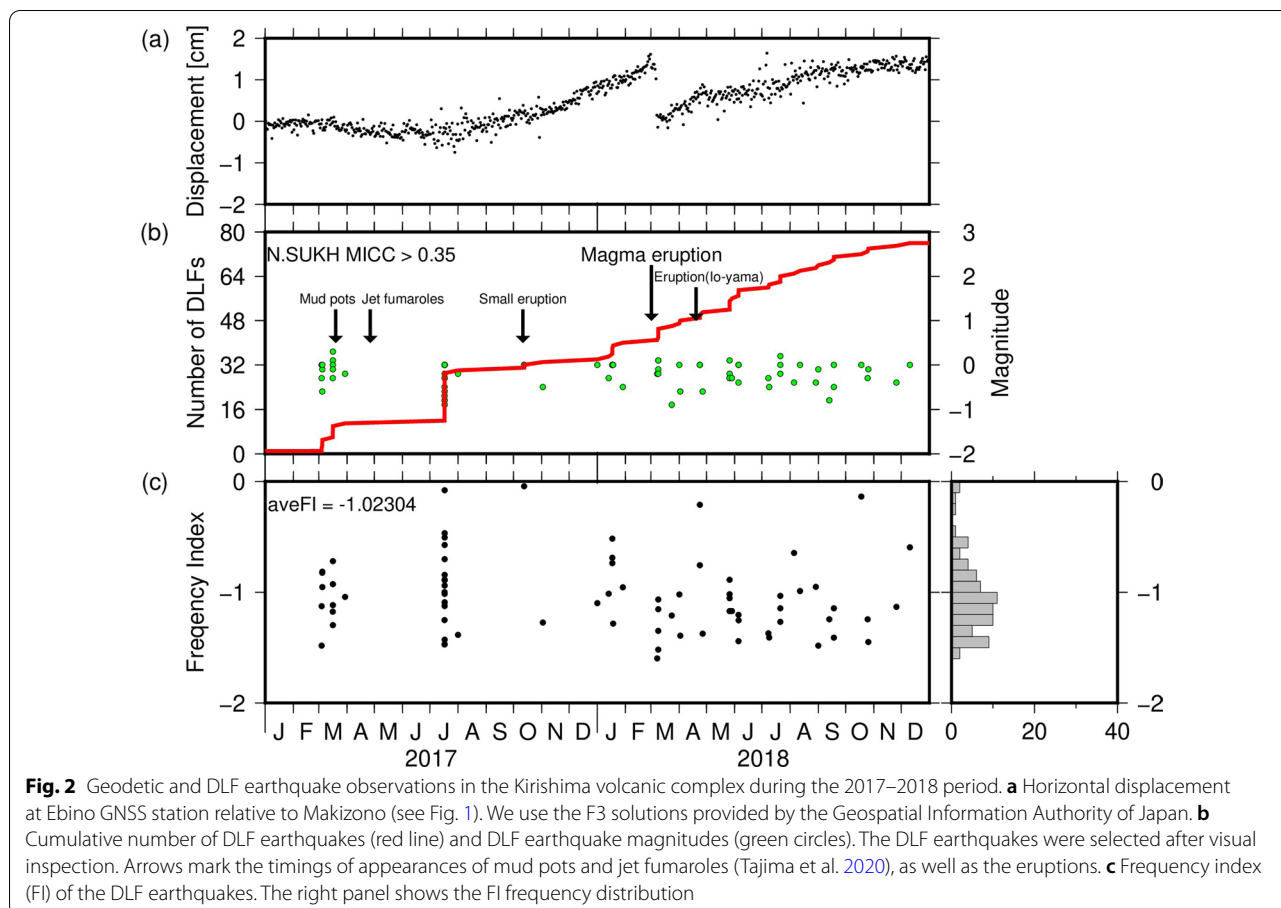 (a)
2
1
0
−1
−2
Displacement [cm]
(b)
80
64
48
32
16
0
Number of DLFs
N.SUKH MICC > 0.35
Mud pots
Jet fumaroles
Small eruption
Magma eruption
Eruption(Io-yama)
3
2
1
0
−1
−2
Magnitude
(c)
0
−1
−2
Freqency Index
aveFI = -1.02304
J F M A M J J A S O N D J F M A M J J A S O N D
2017 2018
0
−1
−2
0 20 40
Fig. 2 Geodetic and DLF earthquake observations in the Kirishima volcanic complex during the 2017–2018 period. a Horizontal displacement
at Ebino GNSS station relative to Makizono (see Fig. 1). We use the F3 solutions provided by the Geospatial Information Authority of Japan. b
Cumulative number of DLF earthquakes (red line) and DLF earthquake magnitudes (green circles). The DLF earthquakes were selected after visual
inspection. Arrows mark the timings of appearances of mud pots and jet fumaroles (Tajima et al. 2020), as well as the eruptions. c Frequency index
(FI) of the DLF earthquakes. The right panel shows the FI frequency distribution